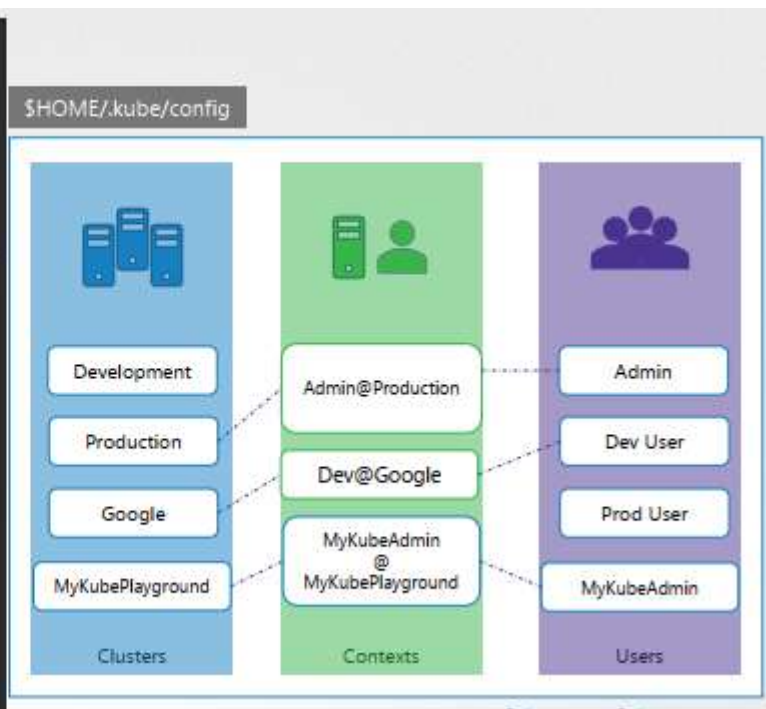 $HOME/.kube/config
Development
Production
Google
MyKubePlayground
Clusters
Admin@Production
Dev@Google
MyKubeAdmin
@
MyKubePlayground
Contexts
Admin
Dev User
Prod User
MyKubeAdmin
Users